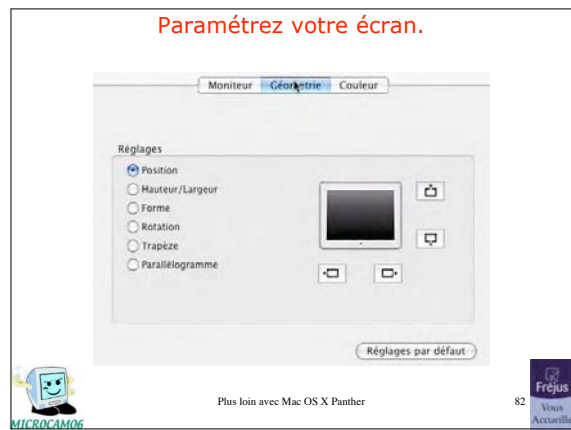 Paramétrez votre écran.
Moniteur Géométrie Couleur
Réglages
Position
Hauteur/Largeur
Forme
Rotation
Trapèze
Parallélogramme
Réglages par défaut
MICROCAM06
Plus loin avec Mac OS X Panther
82
Fréjus
Vous
Accueille